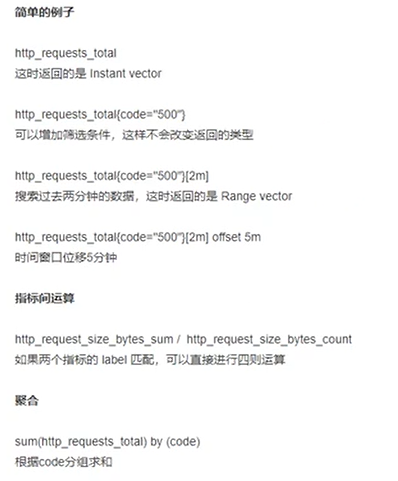 简单的例子
http_requests_total
这时返回的是 Instant vector
http_requests_total{code="500"}
可以增加筛选条件，这样不会改变返回的类型
http_requests_total{code="500"}[2m]
搜索过去两分钟的数据，这时返回的是 Range vector
http_requests_total{code="500"}[2m] offset 5m
时间窗口位移5分钟
指标间运算
http_request_size_bytes_sum / http_request_size_bytes_count
如果两个指标的 label 匹配，可以直接进行四则运算
聚合
sum(http_requests_total) by (code)
根据code分组求和